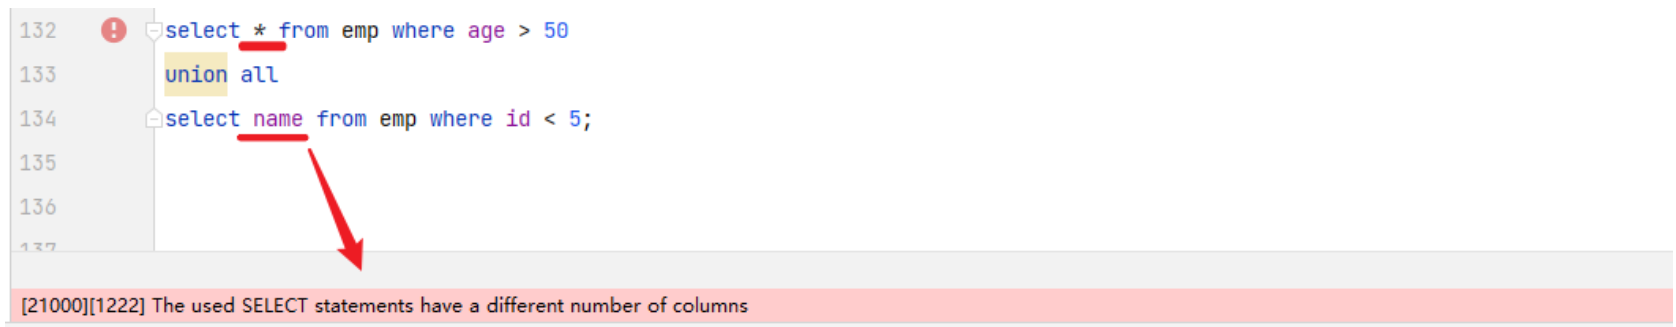 132 select * from emp where age > 50
133 union all
134 select name from emp where id < 5;
135
136
137
[21000][1222] The used SELECT statements have a different number of columns